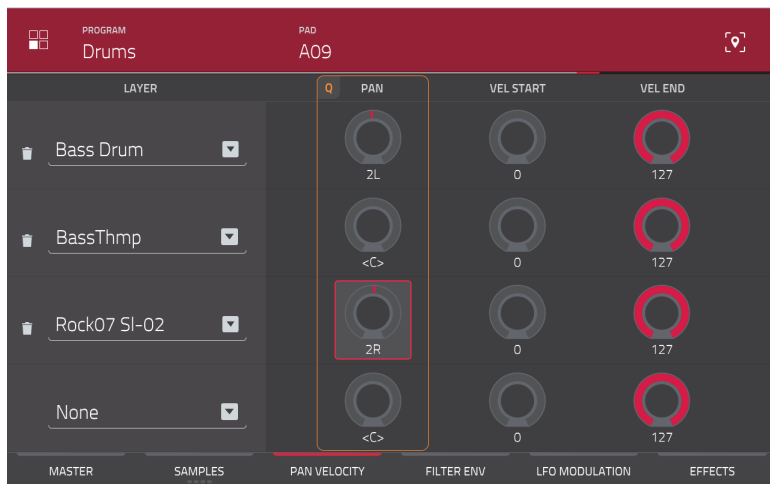 PROGRAM PAD
Drums A09
LAYER Q PAN VEL START VEL END
Bass Drum
2L 0 127
BassThmp
<C> 0 127
Rock07 Sl-02
2R 0 127
None
<C> 0 127
MASTER SAMPLES PAN VELOCITY FILTER ENV LFO MODULATION EFFECTS